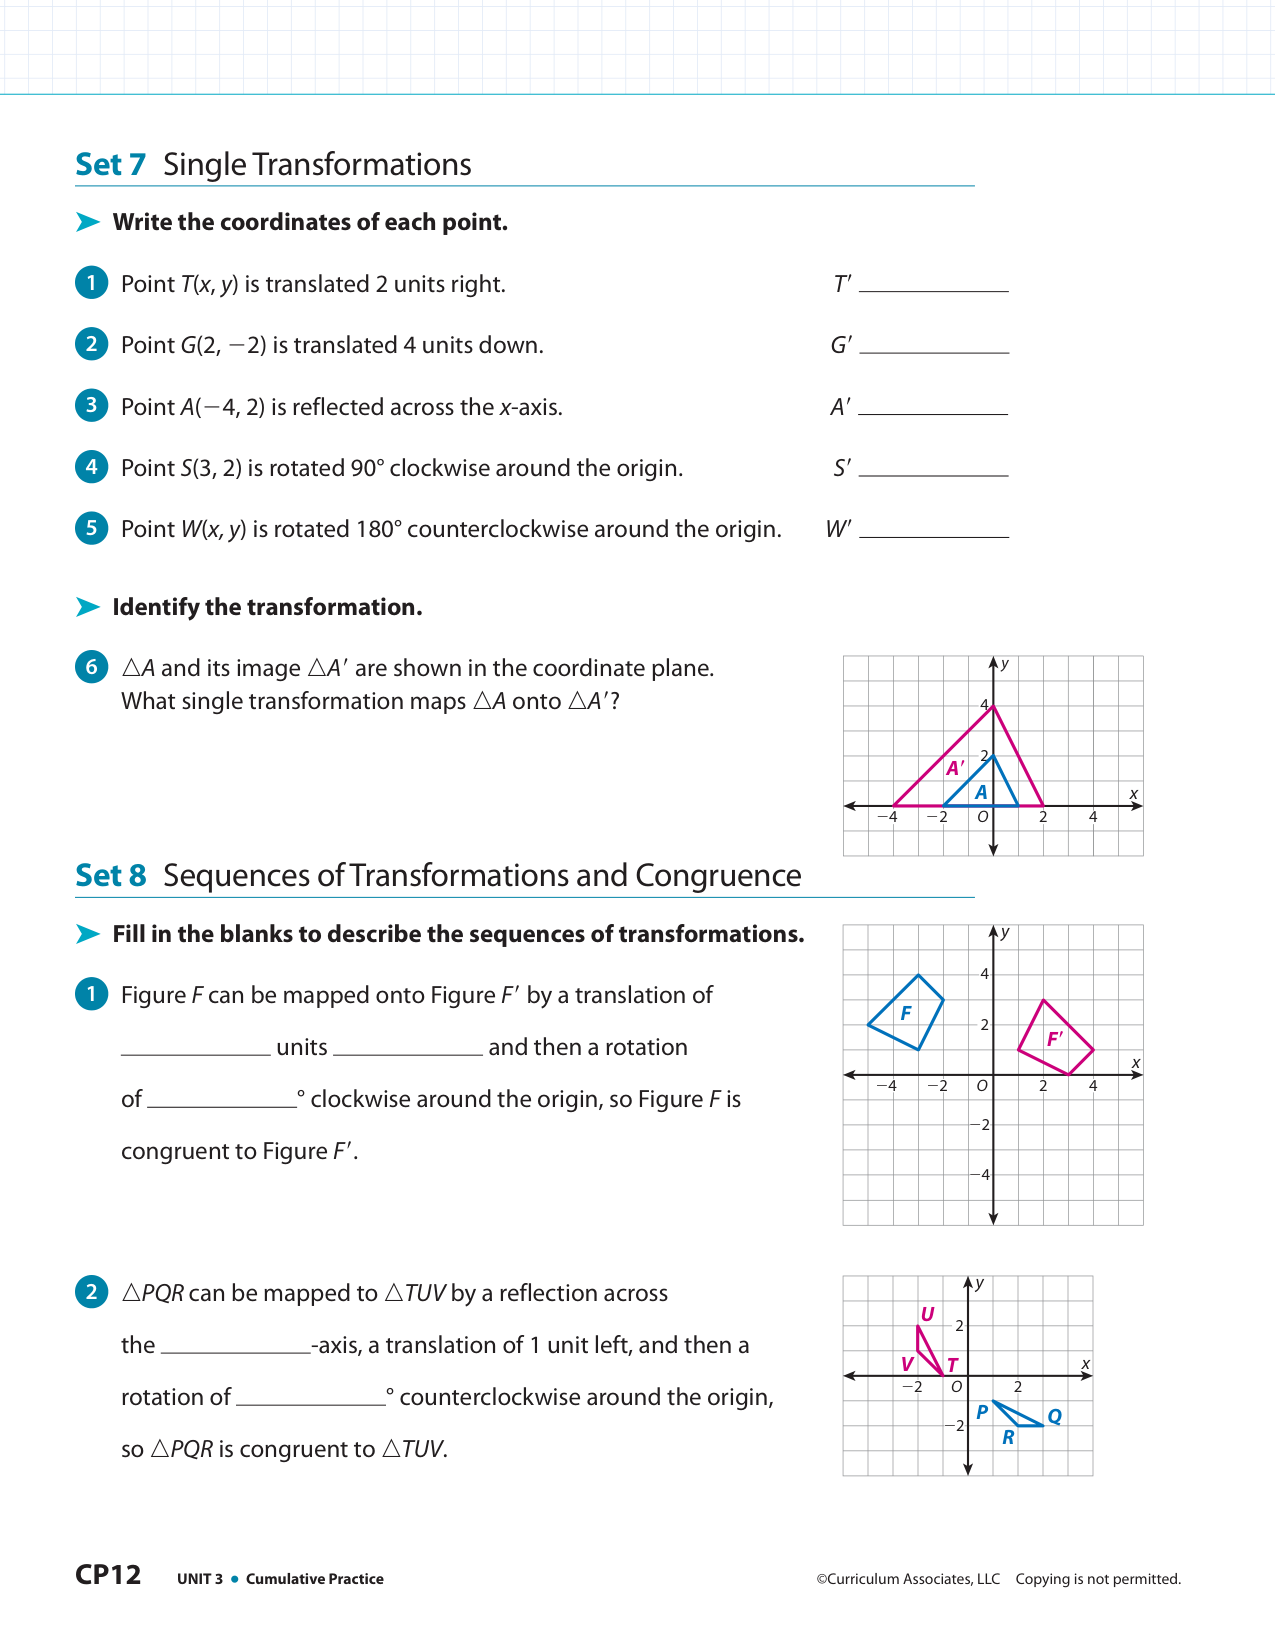 Set 7 Single Transformations
➤ Write the coordinates of each point.
1 Point T(x, y) is translated 2 units right. T′ ____________
2 Point G(2, −2) is translated 4 units down. G′ ____________
3 Point A(−4, 2) is reflected across the x-axis. A′ ____________
4 Point S(3, 2) is rotated 90° clockwise around the origin. S′ ____________
5 Point W(x, y) is rotated 180° counterclockwise around the origin. W′ ____________
➤ Identify the transformation.
6 △A and its image △A′ are shown in the coordinate plane.
What single transformation maps △A onto △A′?
y
4
2
A′
A
x
−4 −2 O 2 4
Set 8 Sequences of Transformations and Congruence
➤ Fill in the blanks to describe the sequences of transformations.
1 Figure F can be mapped onto Figure F′ by a translation of
____________ units ____________ and then a rotation
of ____________° clockwise around the origin, so Figure F is
congruent to Figure F′.
y
4
F
2
F′
x
−4 −2 O 2 4
−2
−4
2 △PQR can be mapped to △TUV by a reflection across
the ____________-axis, a translation of 1 unit left, and then a
rotation of ____________° counterclockwise around the origin,
so △PQR is congruent to △TUV.
y
U
2
V T
x
−2 O 2
P Q
−2
R
CP12 UNIT 3 • Cumulative Practice ©Curriculum Associates, LLC Copying is not permitted.